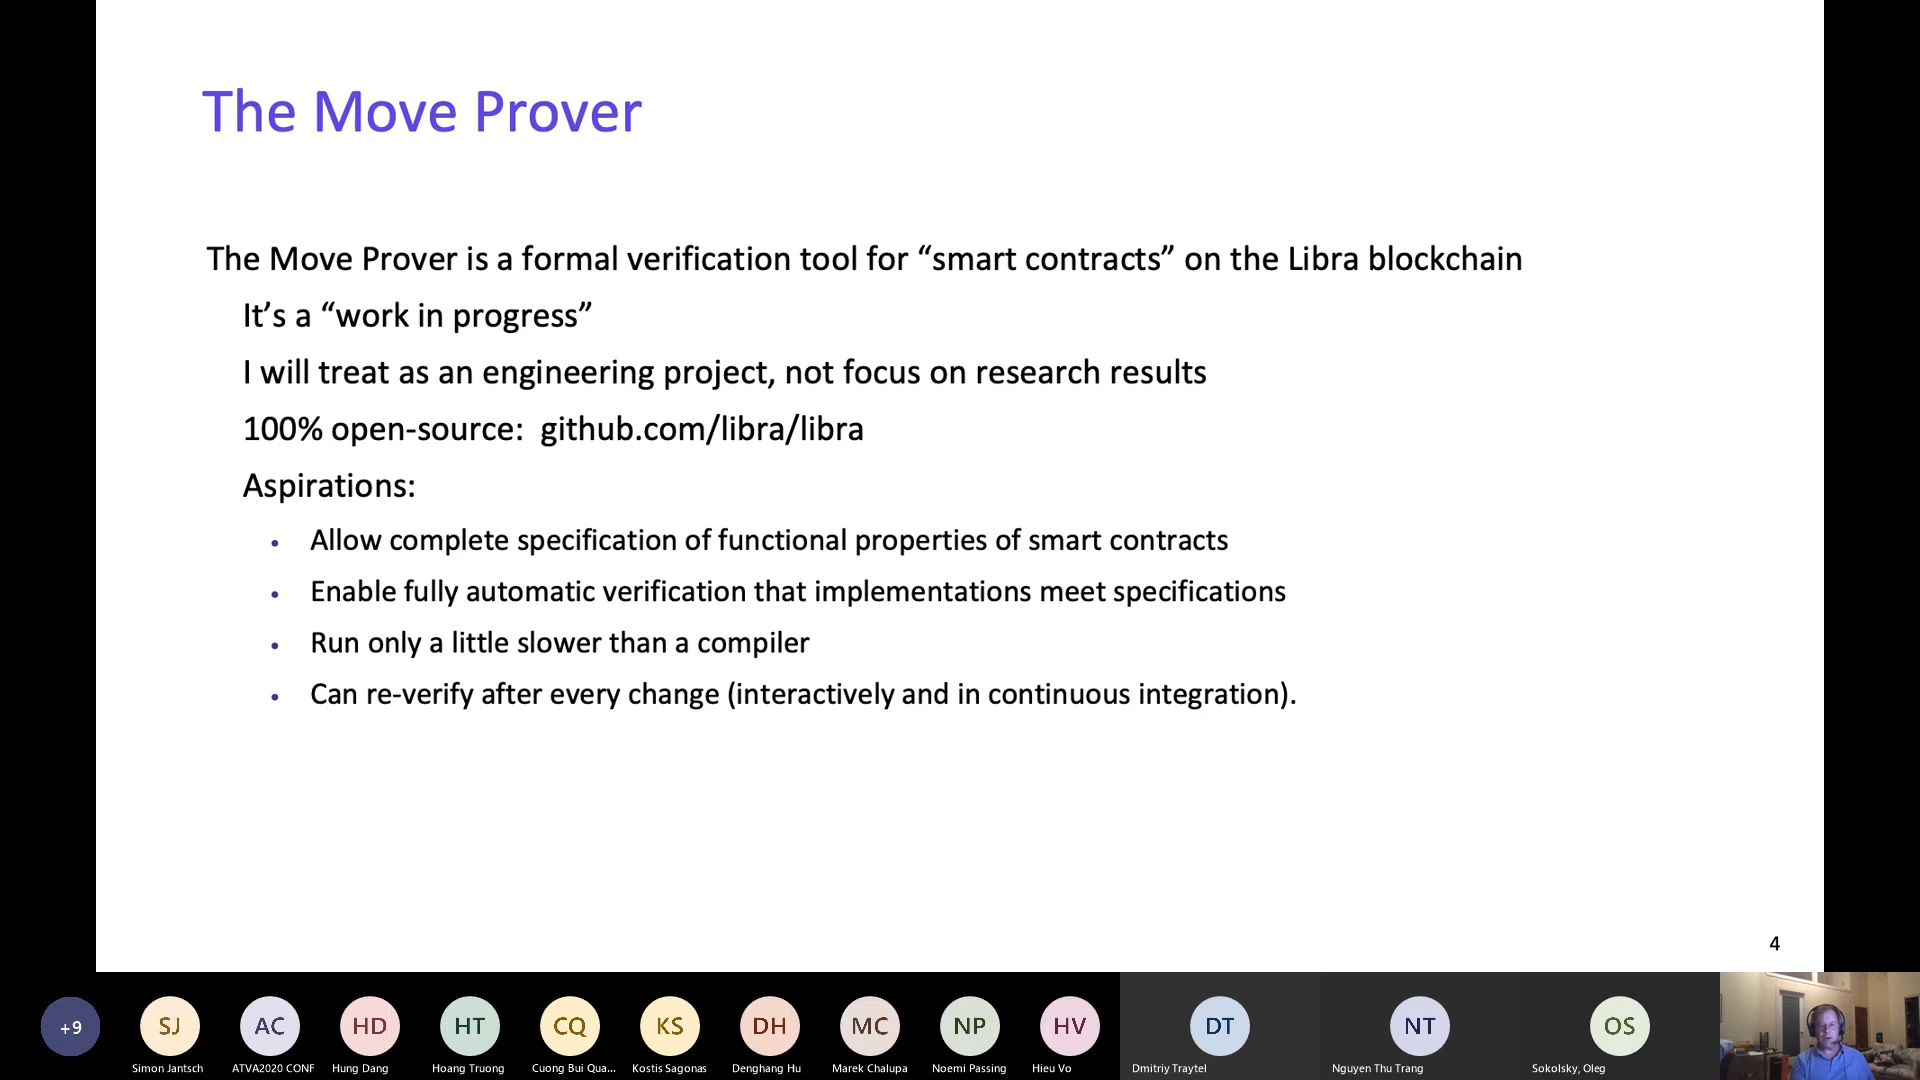 The Move Prover
The Move Prover is a formal verification tool for “smart contracts” on the Libra blockchain
It’s a “work in progress”
I will treat as an engineering project, not focus on research results
100% open-source:  github.com/libra/libra
Aspirations:
• Allow complete specification of functional properties of smart contracts
• Enable fully automatic verification that implementations meet specifications
• Run only a little slower than a compiler
• Can re-verify after every change (interactively and in continuous integration).
4
+9 SJ AC HD HT CQ KS DH MC NP HV DT NT OS
Simon Jantsch ATVA2020 CONF Hung Dang Hoang Truong Cuong Bui Qua... Kostis Sagonas Denghang Hu Marek Chalupa Noemi Passing Hieu Vo Dmitriy Traytel Nguyen Thu Trang Sokolsky, Oleg